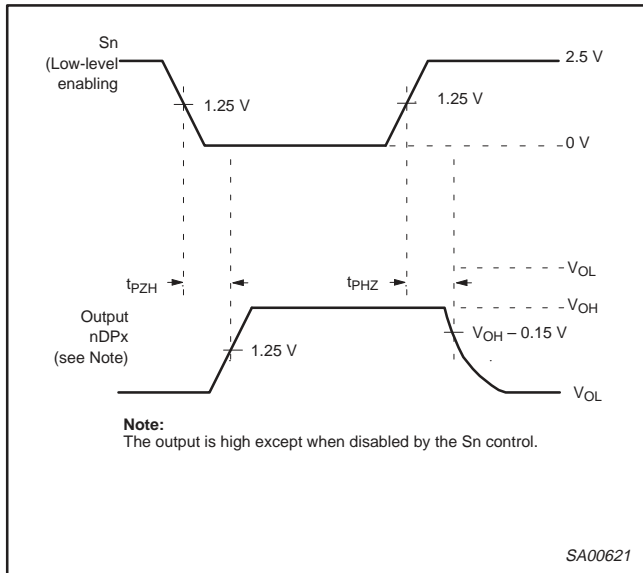 Sn
(Low-level
enabling
2.5 V
1.25 V
1.25 V
0 V
tPZH
tPHZ
VOL
VOH
Output
nDPx
(see Note)
VOH – 0.15 V
1.25 V
VOL
Note:
The output is high except when disabled by the Sn control.
SA00621